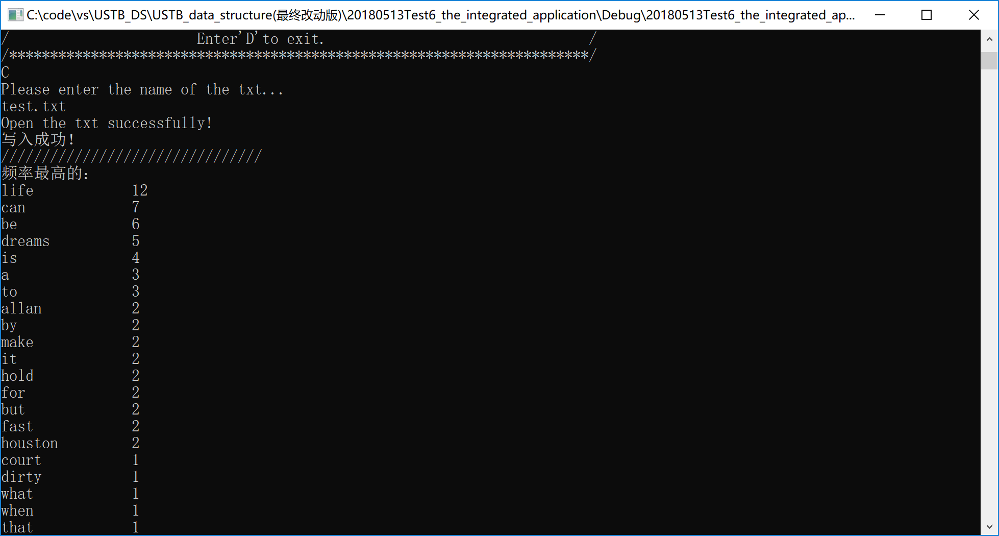 C:\code\vs\USTB_DS\USTB_data_structure(最终改动版)\20180513Test6_the_integrated_application\Debug\20180513Test6_the_integrated_ap...
/ Enter'D'to exit. /
/***********************************************************************/
C
Please enter the name of the txt...
test.txt
Open the txt successfully!
写入成功!
////////////////////////////////
频率最高的:
life 12
can 7
be 6
dreams 5
is 4
a 3
to 3
allan 2
by 2
make 2
it 2
hold 2
for 2
but 2
fast 2
houston 2
court 1
dirty 1
what 1
when 1
that 1